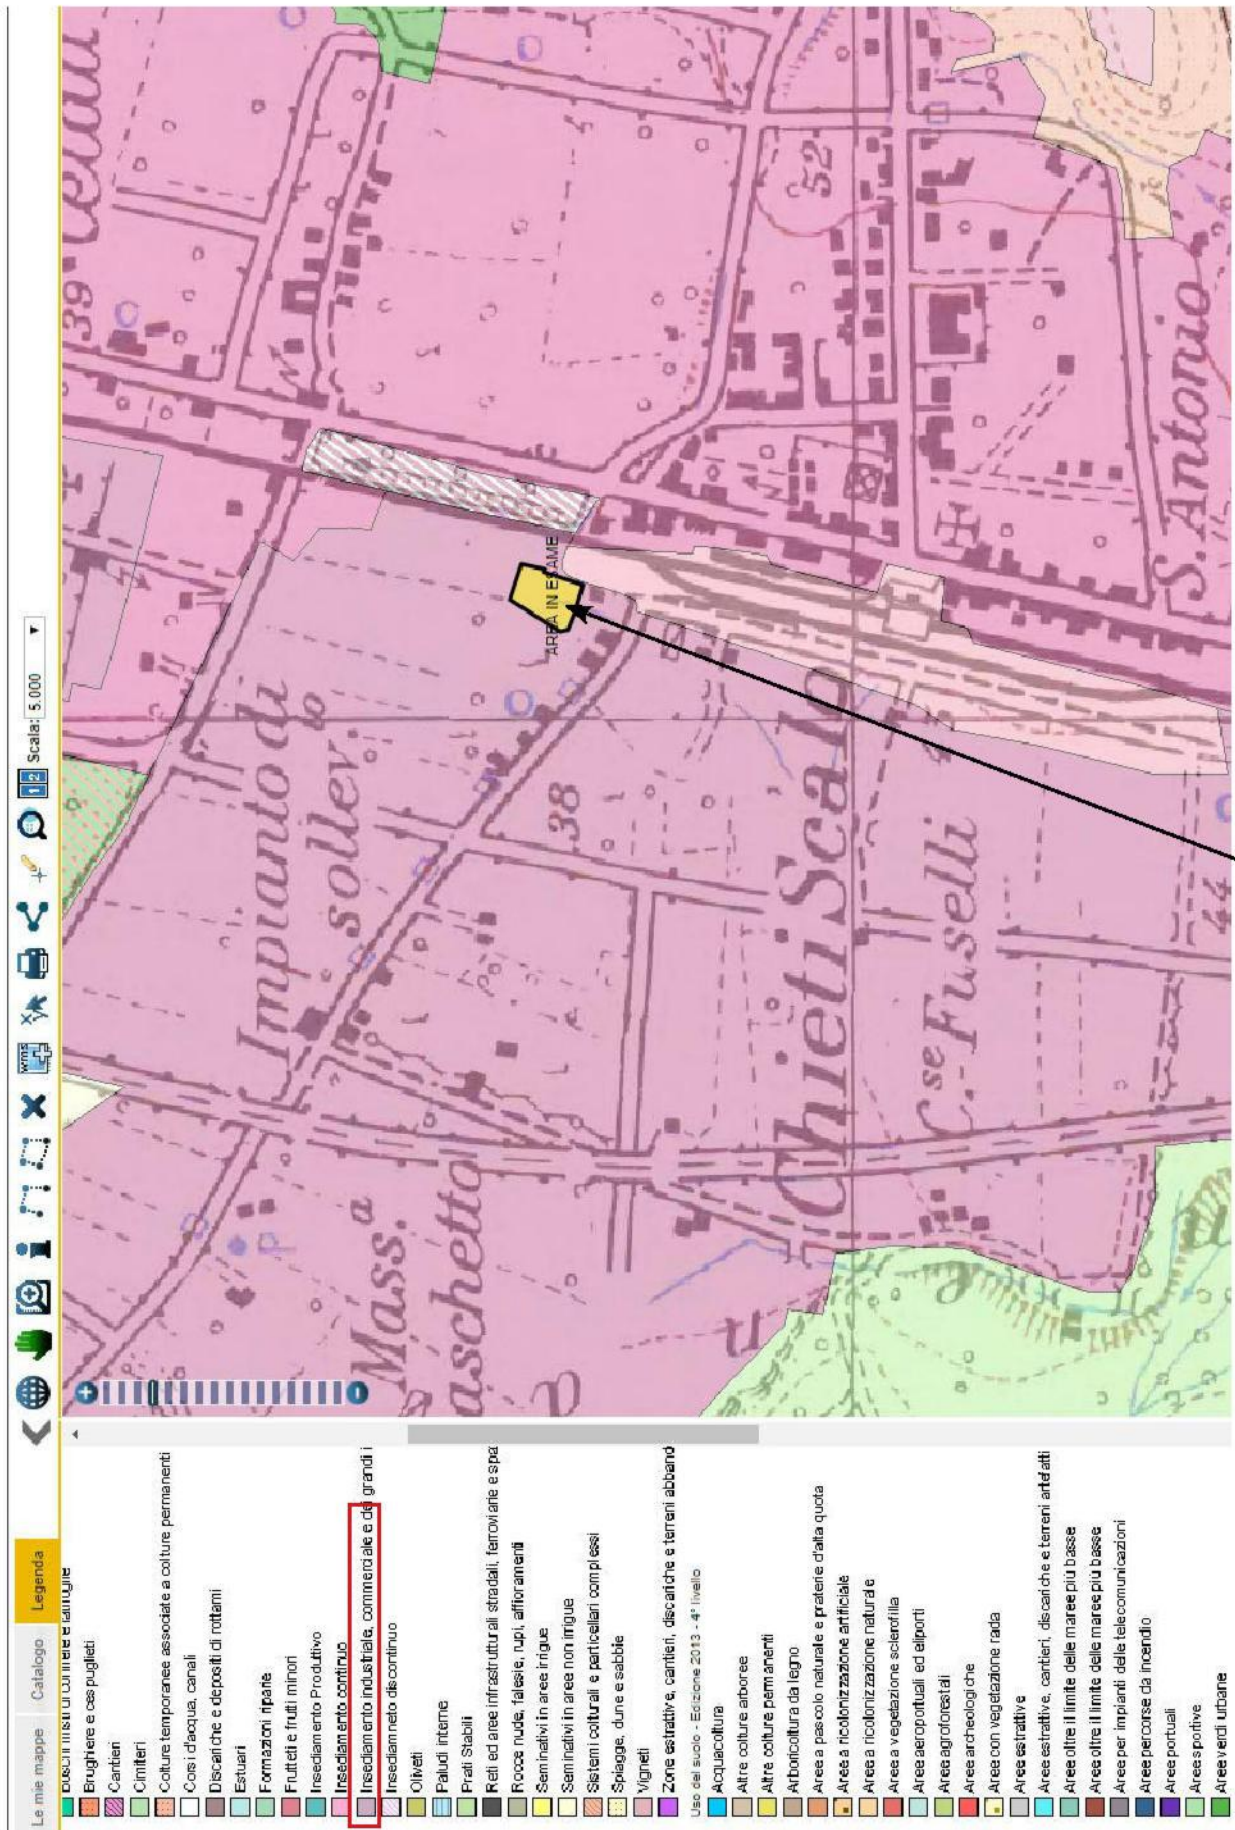 Le mie mappe
Catalogo
Legenda
Scala: 5.000
Brughiere e cespuglieti
Cantieri
Cimiteri
Colture temporanee associate a colture permanenti
Corsi d'acqua, canali
Discariche e depositi di rottami
Estuari
Formazioni riparie
Frutteti e frutti minori
Insediamento Produttivo
Insediamento continuo
Insediamento industriale, commerciale e dei grandi i
Insediamneto discontinuo
Oliveti
Paludi interne
Prati Stabili
Reti ed aree infrastrutturali stradali, ferroviarie e spa
Rocce nude, falesie, rupi, affioramenti
Seminativi in aree irrigue
Seminativi in aree non irrigue
Sistemi colturali e particellari complessi
Spiagge, dune e sabbie
Vigneti
Zone estrattive, cantieri, discariche e terreni abband
Uso del suolo - Edizione 2013 - 4° livello
Acquacoltura
Altre colture arboree
Altre colture permanenti
Arboricoltura da legno
Aree a pascolo naturale e praterie d'alta quota
Aree a ricolonizzazione artificiale
Aree a ricolonizzazione naturale
Aree a vegetazione sclerofilla
Aree aeroportuali ed eliporti
Aree agroforestali
Aree archeologiche
Aree con vegetazione rada
Aree estrattive
Aree estrattive, cantieri, discariche e terreni artefatti
Aree oltre il limite delle maree più basse
Aree oltre il limite delle maree più basse
Aree per impianti delle telecomunicazioni
Aree percorse da incendio
Aree portuali
Aree sportive
Aree verdi urbane
39
Impianto di
sollev.to
AREA IN ESAME
Mass.a
aschetto
38
52
Chieti Scalo
C.se Fuselli
S. Antonio
44